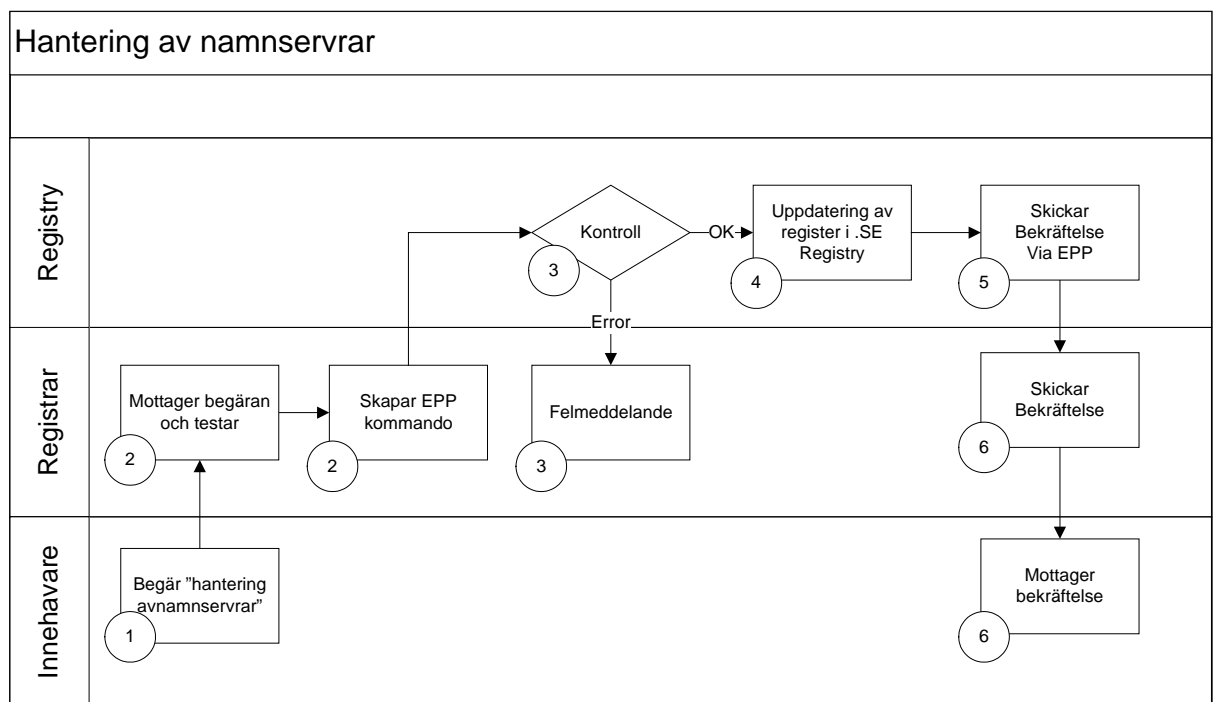 Hantering av namnservrar
Registry
Kontroll
3
OK
Uppdatering av
register i .SE
Registry
4
Skickar
Bekräftelse
Via EPP
5
Error
Registrar
Mottager begäran
och testar
2
Skapar EPP
kommando
2
Felmeddelande
3
Skickar
Bekräftelse
6
Innehavare
Begär ”hantering
avnamnservrar”
1
Mottager
bekräftelse
6